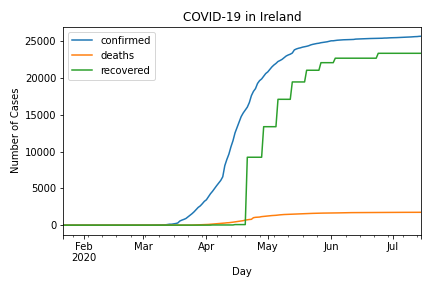 COVID-19 in Ireland
confirmed
deaths
recovered
Number of Cases
25000
20000
15000
10000
5000
0
Feb Mar Apr May Jun Jul
2020
Day